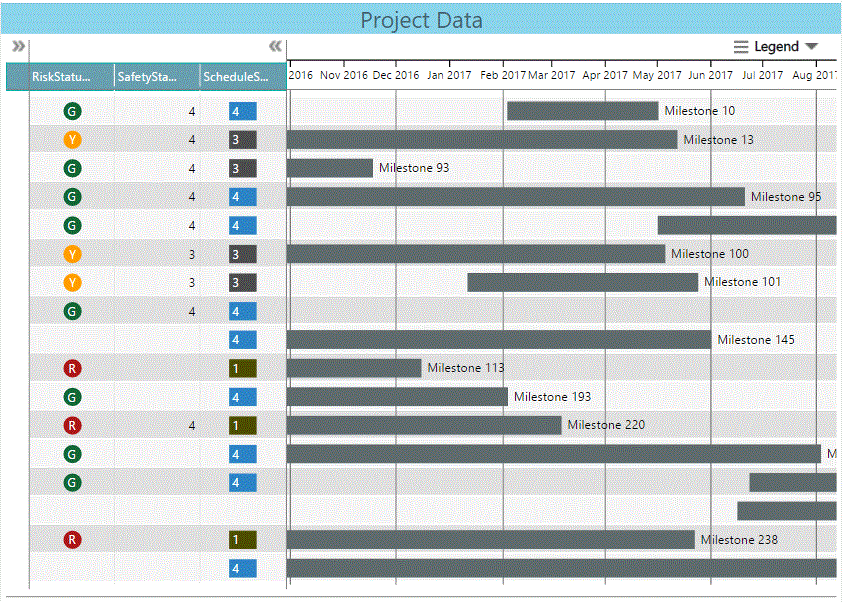 Project Data
Legend
RiskStatu... SafetySta... ScheduleS... 2016 Nov 2016 Dec 2016 Jan 2017 Feb 2017 Mar 2017 Apr 2017 May 2017 Jun 2017 Jul 2017 Aug 2017
G 4 4 Milestone 10
Y 4 3 Milestone 13
G 4 3 Milestone 93
G 4 4 Milestone 95
G 4 4
Y 3 3 Milestone 100
Y 3 3 Milestone 101
G 4 4
4 Milestone 145
R 1 Milestone 113
G 4 Milestone 193
R 4 1 Milestone 220
G 4 M
G 4
R 1 Milestone 238
4